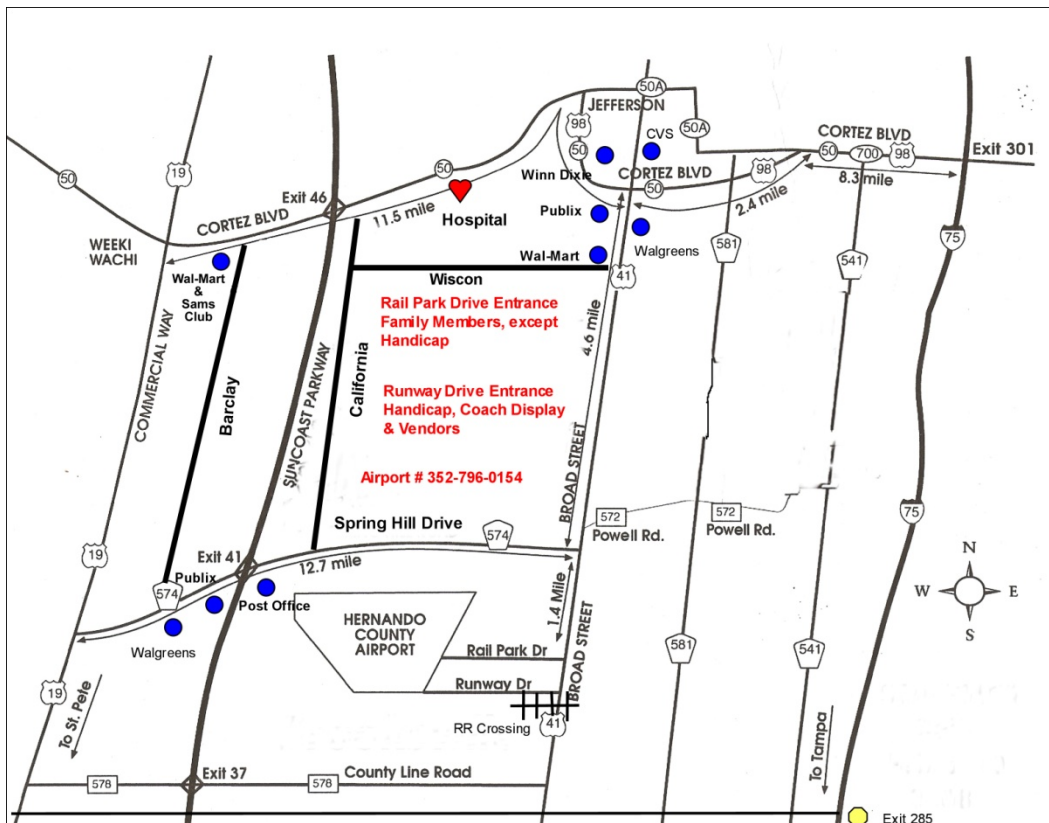 50A
JEFFERSON
98
50A
CVS
CORTEZ BLVD
50
700
98
Exit 301
50
CORTEZ BLVD
50
98
Winn Dixie
8.3 mile
2.4 mile
19
50
50
Exit 46
11.5 mile
Hospital
CORTEZ BLVD
Publix
Walgreens
WEEKI
WACHI
Wal-Mart
&
Sams
Club
Wal-Mart
581
541
75
41
Wiscon
Rail Park Drive Entrance
Family Members, except
Handicap
4.6 mile
COMMERCIAL WAY
Barclay
SUNCOAST PARKWAY
California
Runway Drive Entrance
Handicap, Coach Display
& Vendors
Airport # 352-796-0154
BROAD STREET
Spring Hill Drive
574
572
Powell Rd.
572
Powell Rd.
75
19
Exit 41
12.7 mile
574
Publix
Post Office
Walgreens
1.4 Mile
HERNANDO
COUNTY
AIRPORT
Rail Park Dr
Runway Dr
BROAD STREET
RR Crossing
41
581
541
N
W
E
S
19
To St. Pete
To Tampa
Exit 37
578
578
County Line Road
Exit 285